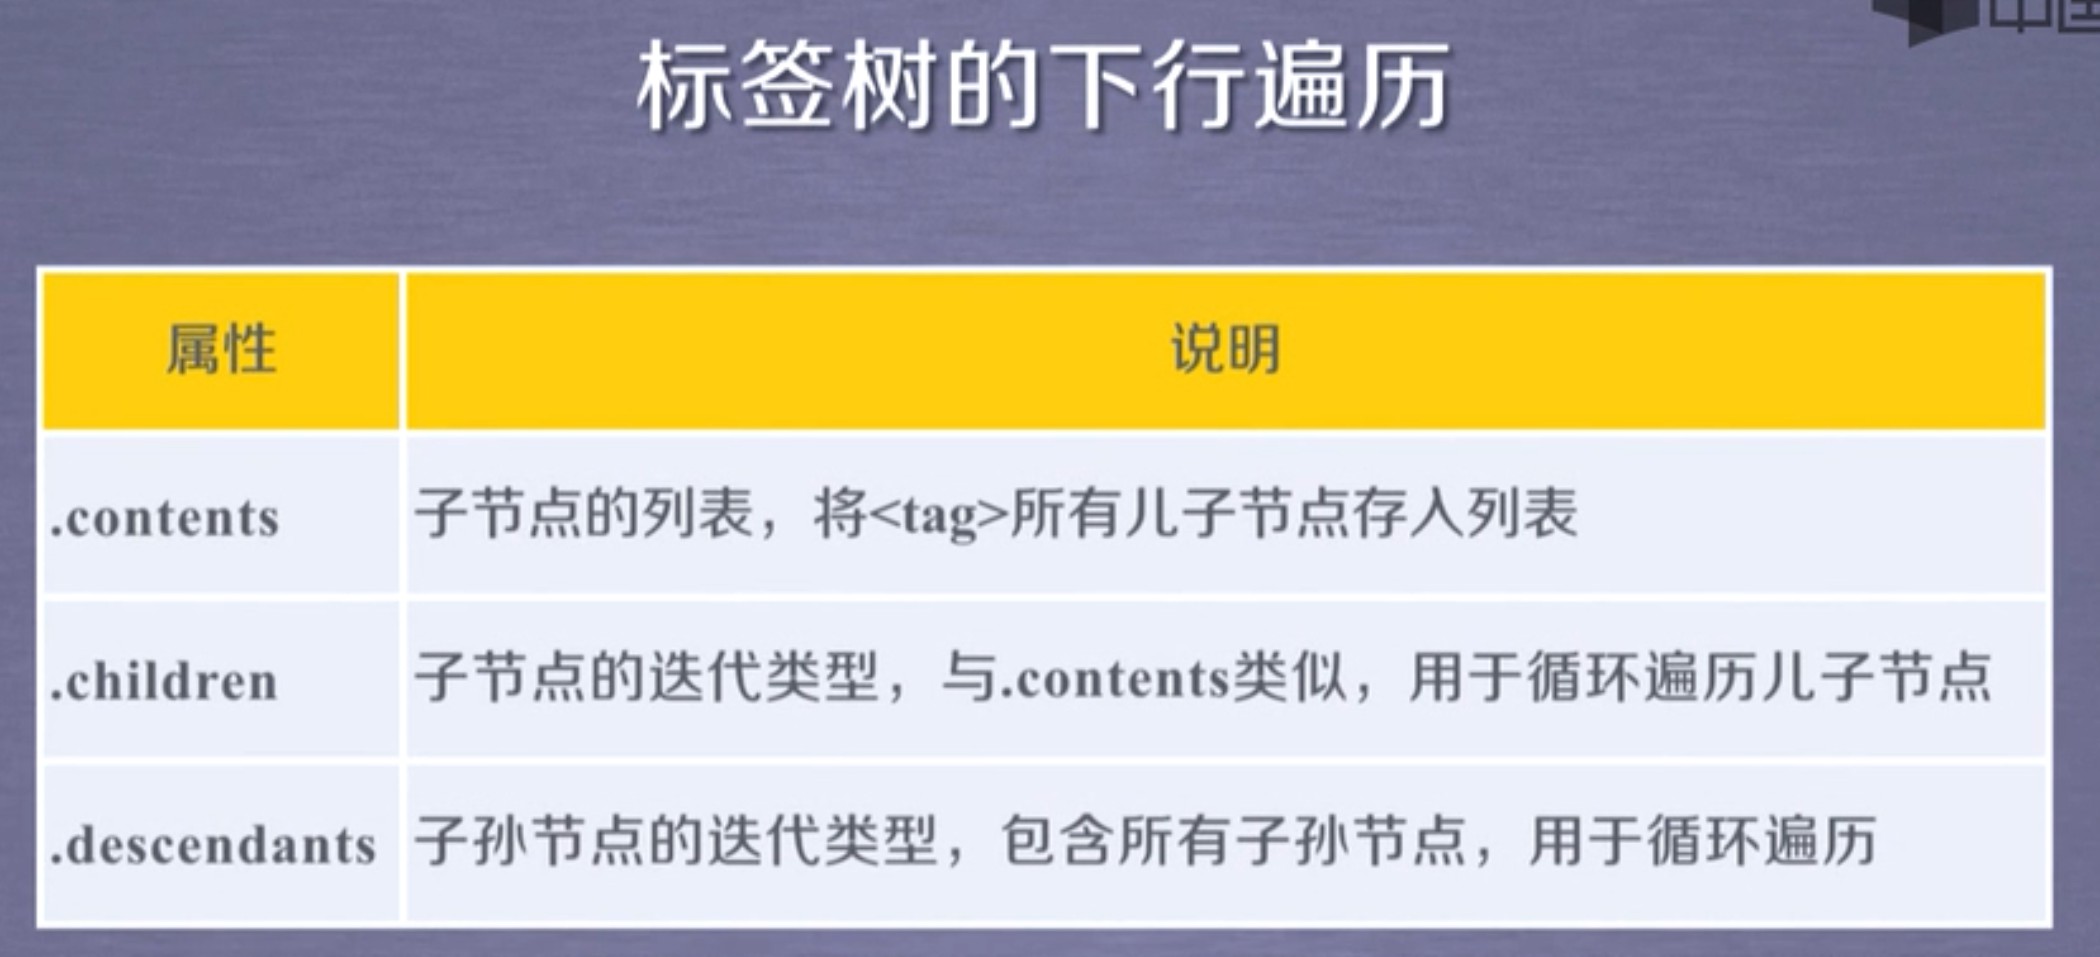 标签树的下行遍历
属性 说明
.contents 子节点的列表，将<tag>所有儿子节点存入列表
.children 子节点的迭代类型，与.contents类似，用于循环遍历儿子节点
.descendants 子孙节点的迭代类型，包含所有子孙节点，用于循环遍历